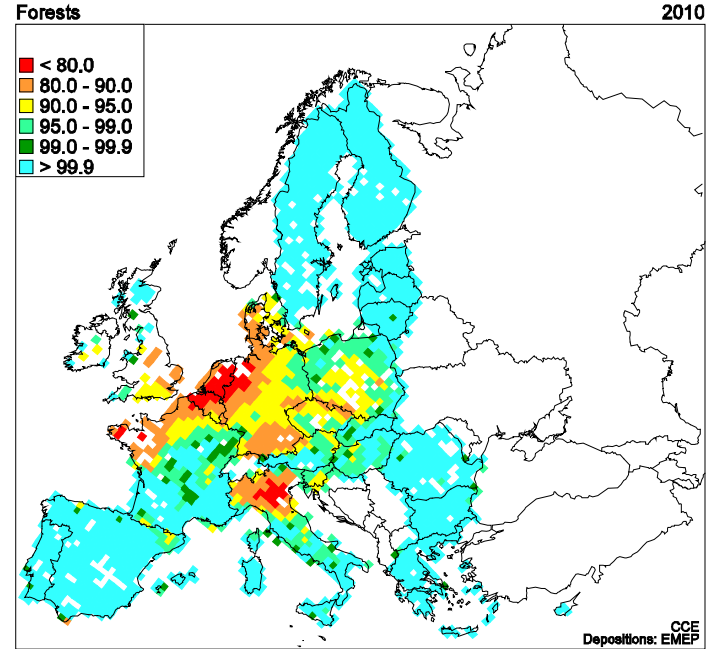 Forests 2010
< 80.0
80.0 - 90.0
90.0 - 95.0
95.0 - 99.0
99.0 - 99.9
> 99.9
CCE
Depositions: EMEP